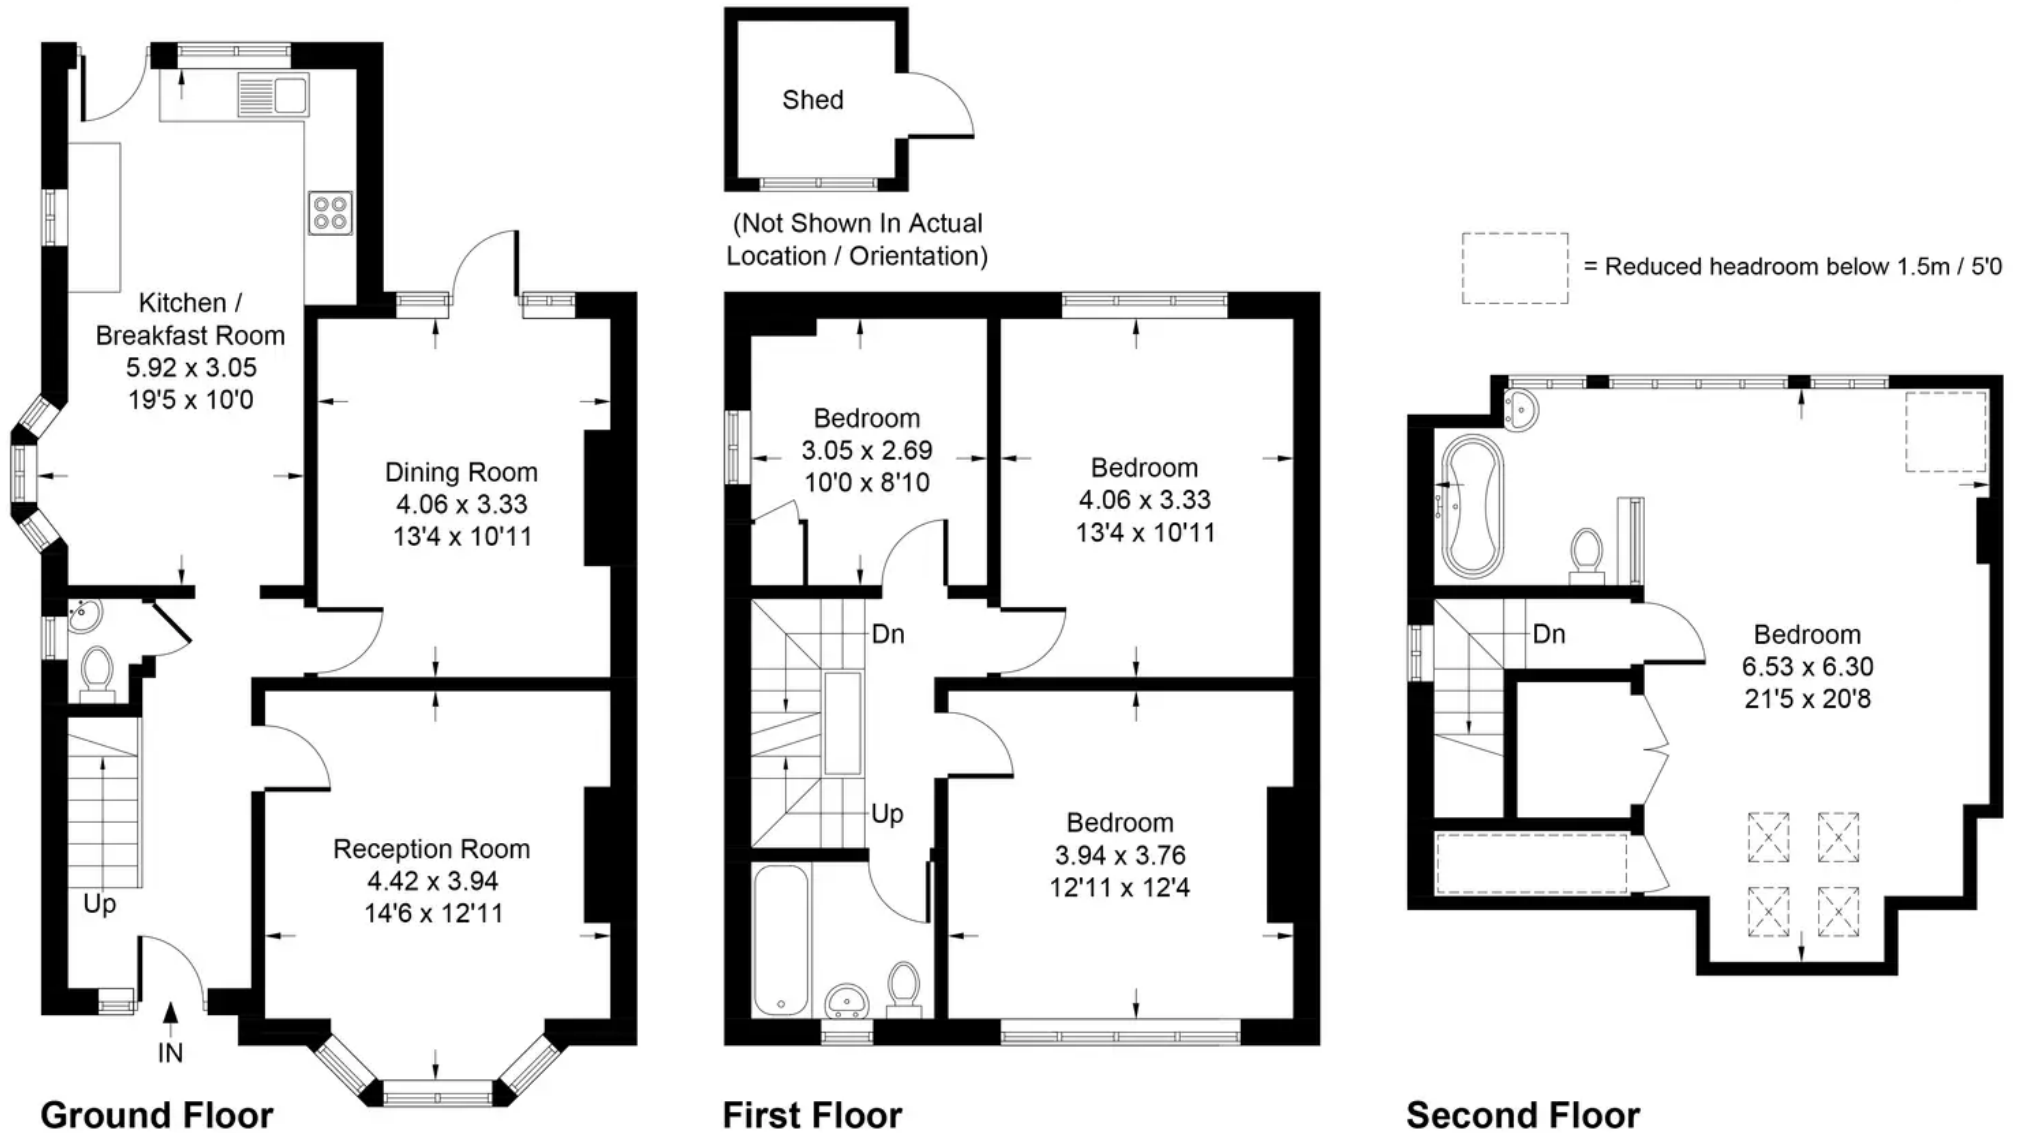 Kitchen /
Breakfast Room
5.92 x 3.05
19'5 x 10'0
Dining Room
4.06 x 3.33
13'4 x 10'11
Reception Room
4.42 x 3.94
14'6 x 12'11
Up
IN
Ground Floor
Shed
(Not Shown In Actual
Location / Orientation)
Bedroom
3.05 x 2.69
10'0 x 8'10
Bedroom
4.06 x 3.33
13'4 x 10'11
Dn
Up
Bedroom
3.94 x 3.76
12'11 x 12'4
First Floor
= Reduced headroom below 1.5m / 5'0
Dn
Bedroom
6.53 x 6.30
21'5 x 20'8
Second Floor